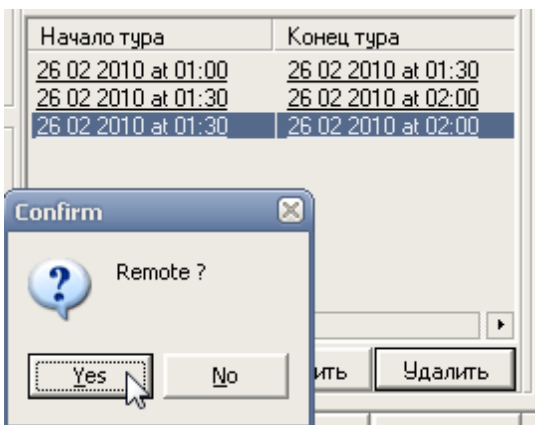 Начало тура Конец тура
26 02 2010 at 01:00 26 02 2010 at 01:30
26 02 2010 at 01:30 26 02 2010 at 02:00
26 02 2010 at 01:30 26 02 2010 at 02:00
Confirm
Remote ?
Yes No
ить Удалить